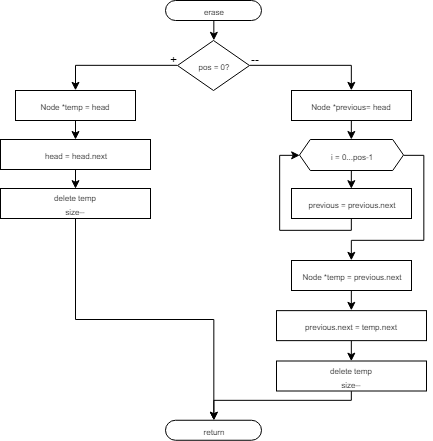 erase
pos = 0?
+
--
Node *temp = head
head = head.next
delete temp
size--
Node *previous= head
i = 0...pos-1
previous = previous.next
Node *temp = previous.next
previous.next = temp.next
delete temp
size--
return